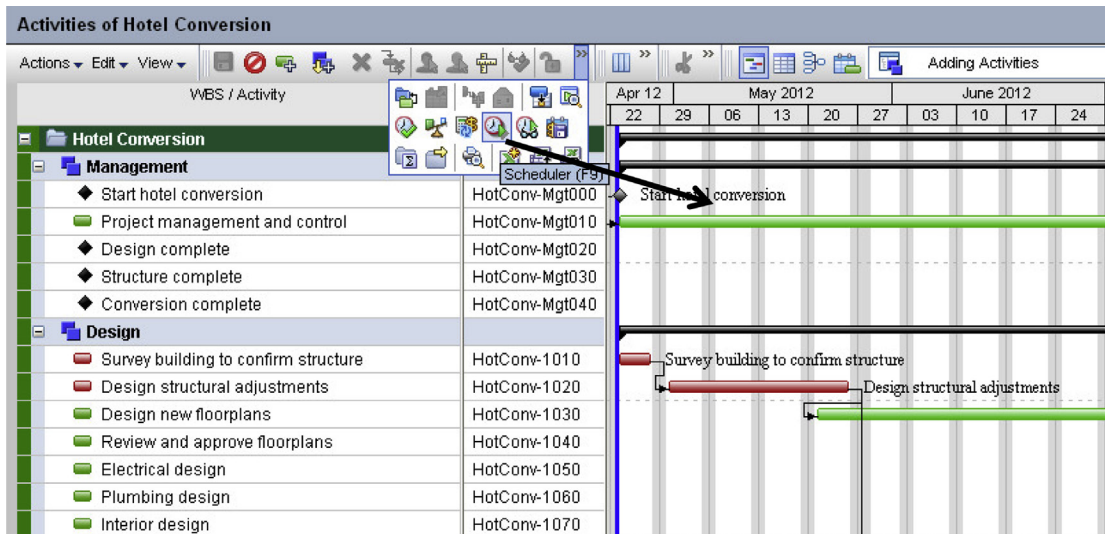 Activities of Hotel Conversion
Actions Edit View Adding Activities
WBS / Activity Apr 12 May 2012 June 2012
22 29 06 13 20 27 03 10 17 24
Hotel Conversion
Management
Scheduler (F9)
Start hotel conversion HotConv-Mgt000 Start hotel conversion
Project management and control HotConv-Mgt010
Design complete HotConv-Mgt020
Structure complete HotConv-Mgt030
Conversion complete HotConv-Mgt040
Design
Survey building to confirm structure HotConv-1010 Survey building to confirm structure
Design structural adjustments HotConv-1020 Design structural adjustments
Design new floorplans HotConv-1030
Review and approve floorplans HotConv-1040
Electrical design HotConv-1050
Plumbing design HotConv-1060
Interior design HotConv-1070